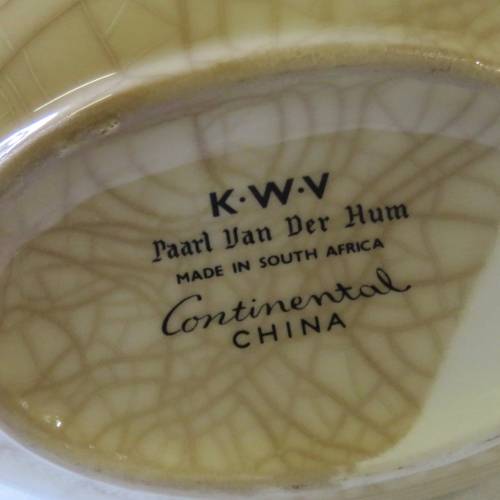 K·W·V
Paarl Van Der Hum
MADE IN SOUTH AFRICA
Continental
CHINA